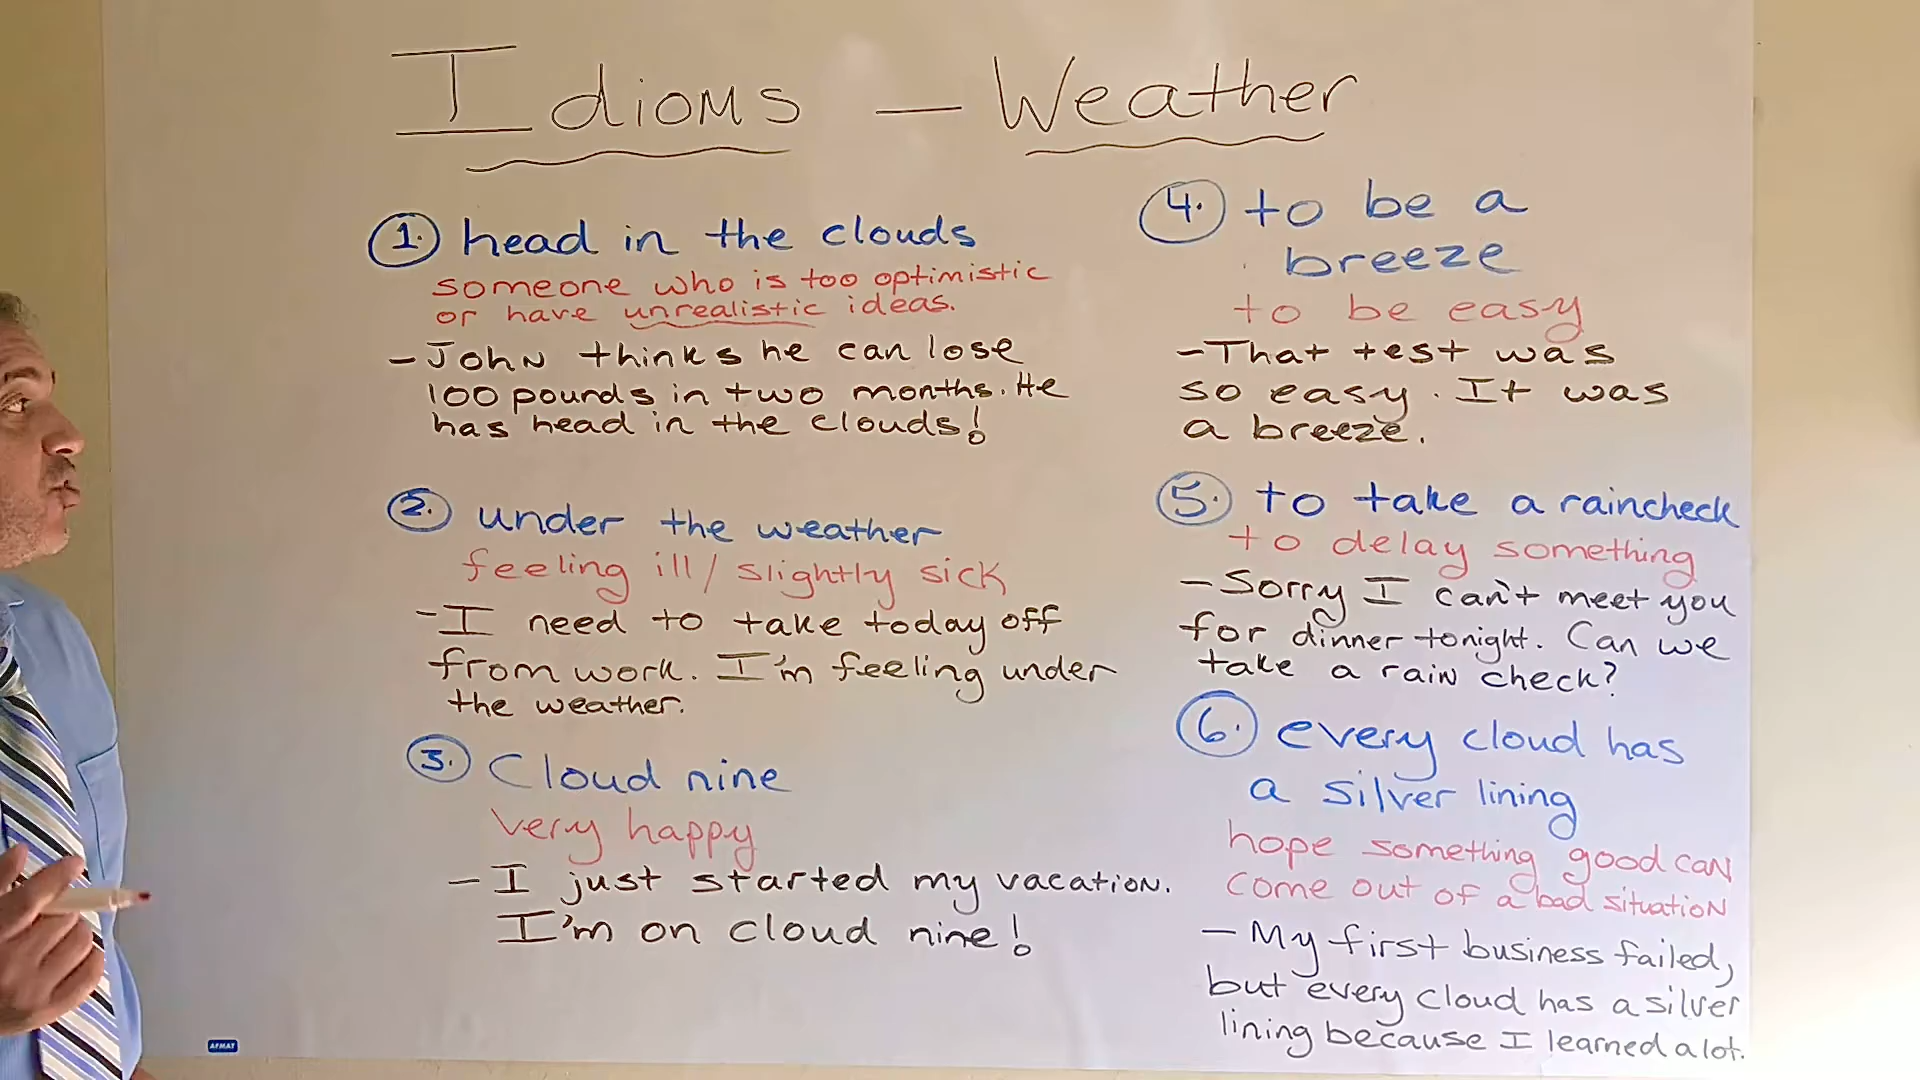 Idioms — Weather
1. head in the clouds
someone who is too optimistic
or have unrealistic ideas.
- John thinks he can lose
100 pounds in two months. He
has head in the clouds!
2. under the weather
feeling ill / slightly sick
- I need to take today off
from work. I'm feeling under
the weather.
3. Cloud nine
very happy
- I just started my vacation.
I'm on cloud nine!
4. to be a
breeze
to be easy
- That test was
so easy. It was
a breeze.
5. to take a raincheck
to delay something
- Sorry I can't meet you
for dinner tonight. Can we
take a rain check?
6. every cloud has
a silver lining
hope something good can
come out of a bad situation
- My first business failed,
but every cloud has a silver
lining because I learned a lot.
AFMAT